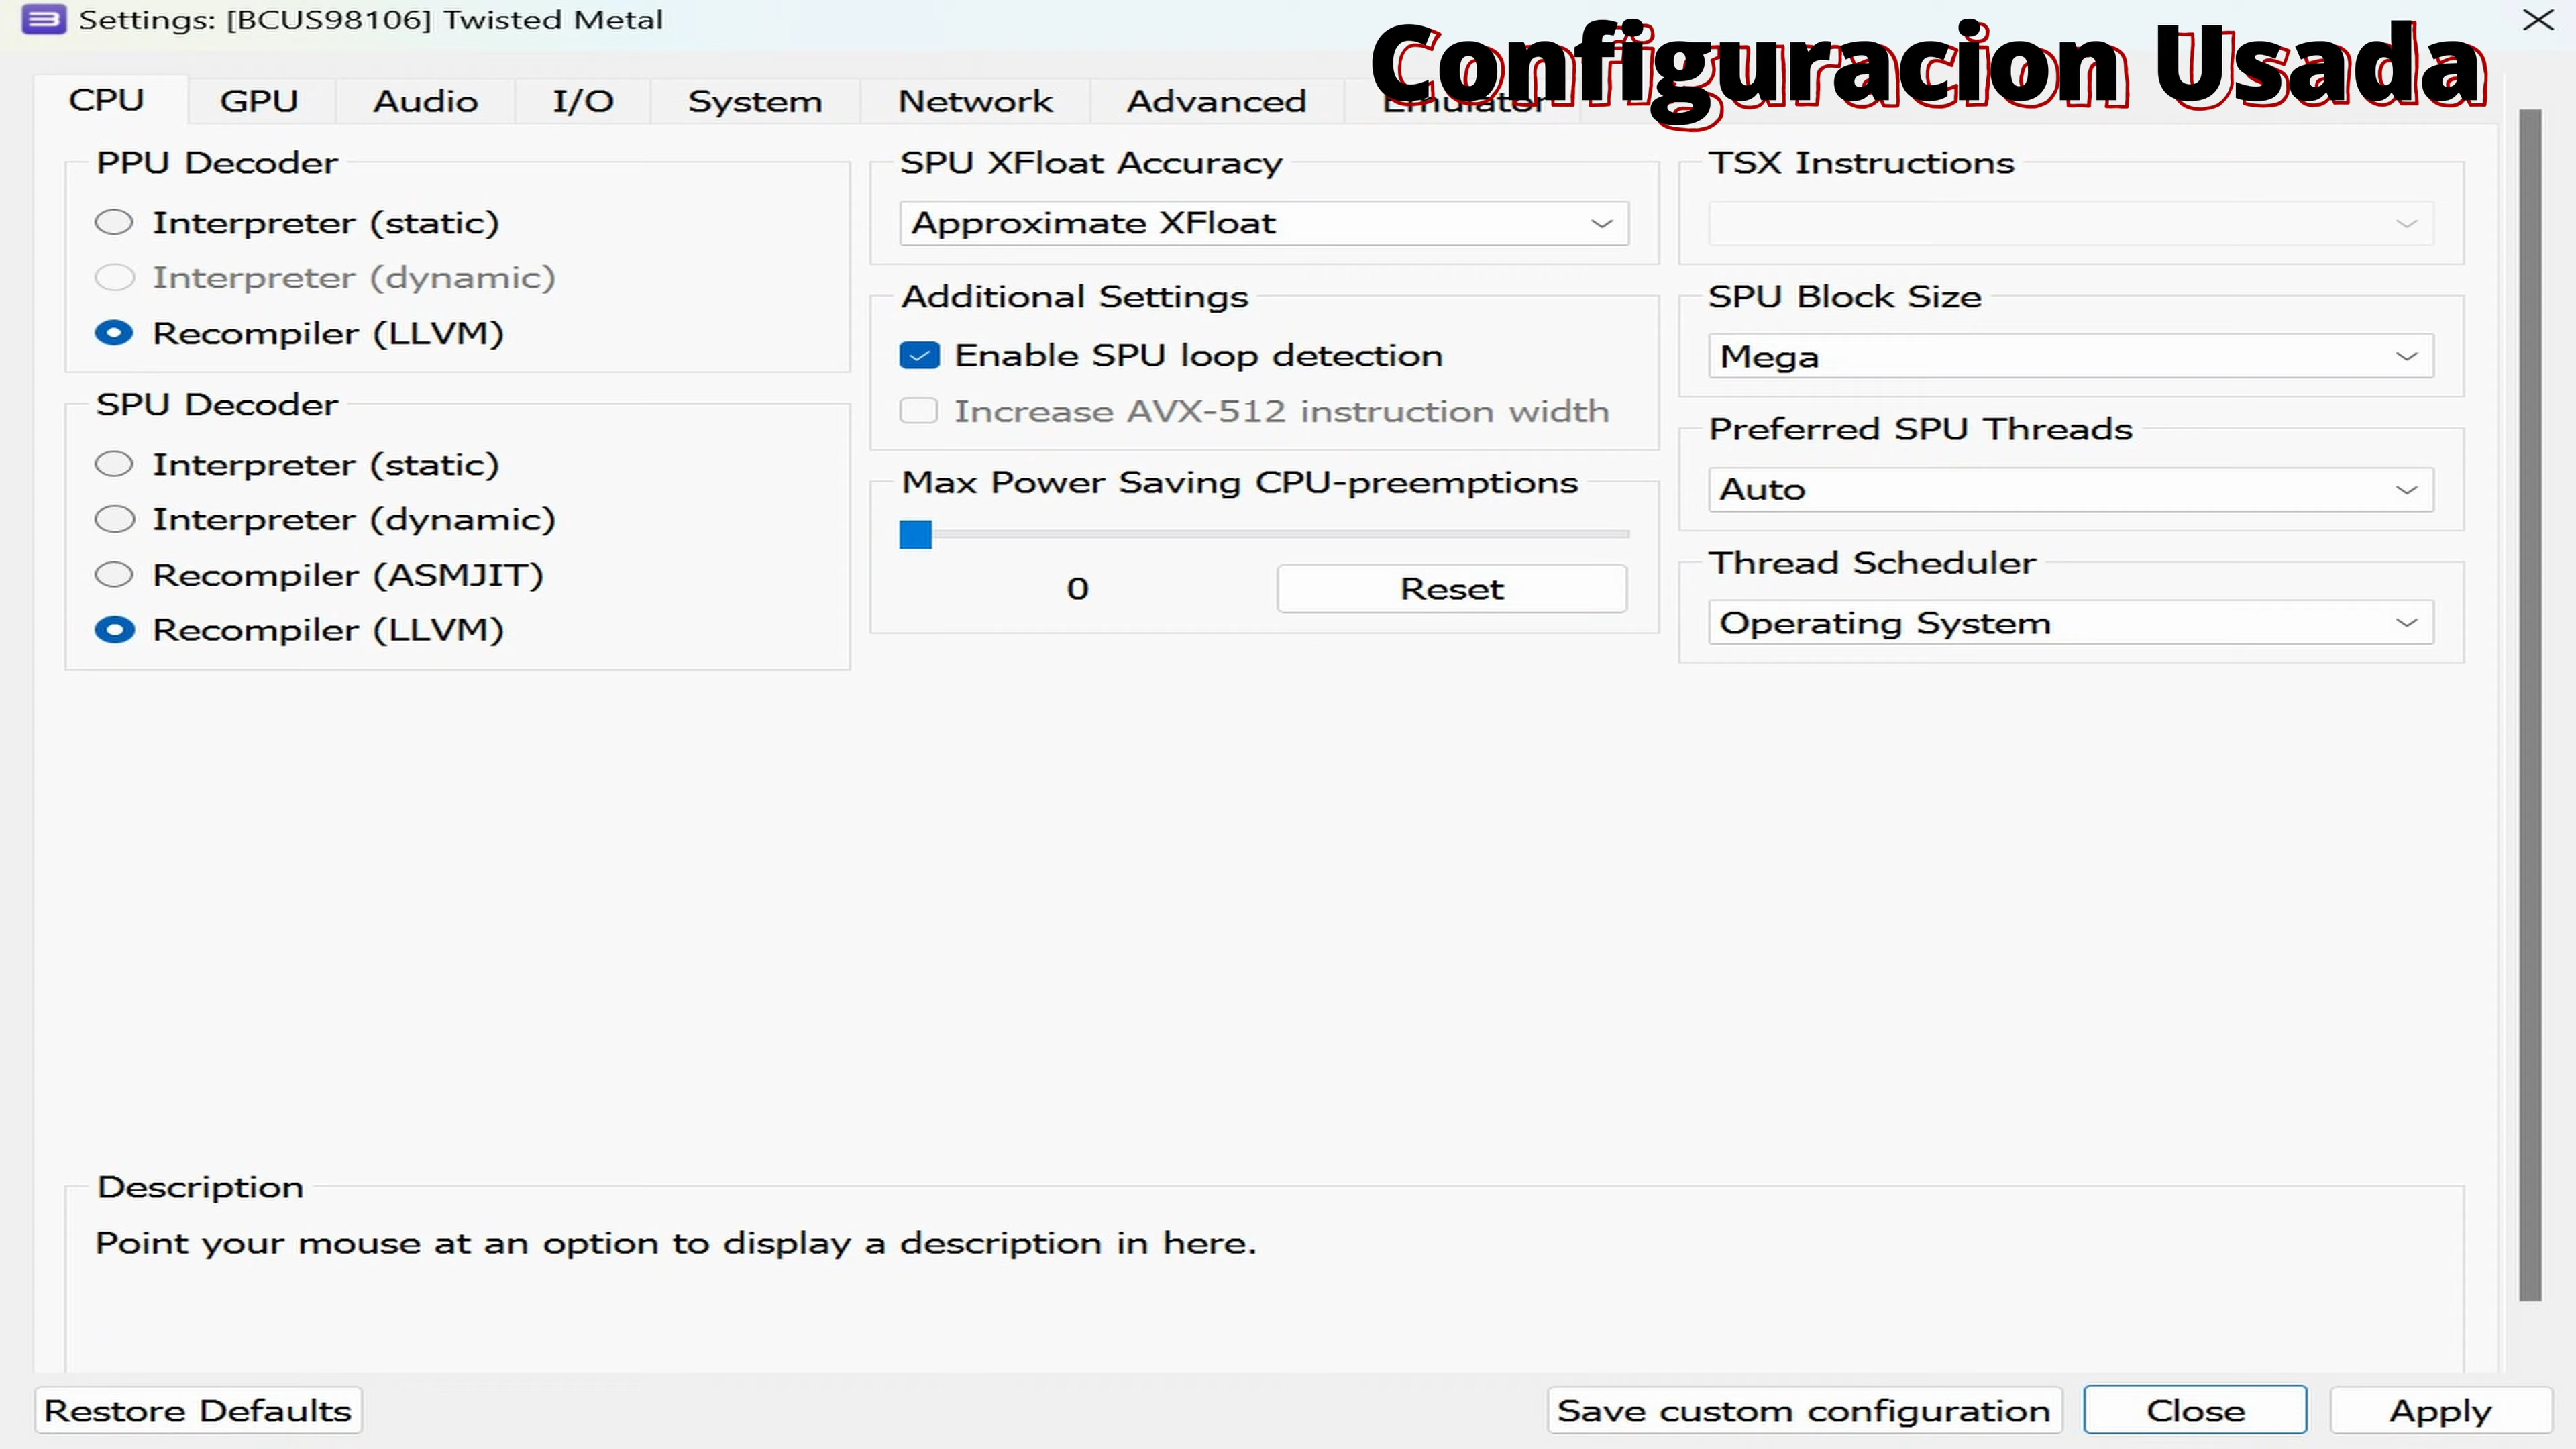 Settings: [BCUS98106] Twisted Metal
Configuracion Usada
CPU
GPU
Audio
I/O
System
Network
Advanced
Emulator
PPU Decoder
Interpreter (static)
Interpreter (dynamic)
Recompiler (LLVM)
SPU Decoder
Interpreter (static)
Interpreter (dynamic)
Recompiler (ASMJIT)
Recompiler (LLVM)
SPU XFloat Accuracy
Approximate XFloat
Additional Settings
Enable SPU loop detection
Increase AVX-512 instruction width
Max Power Saving CPU-preemptions
0
Reset
TSX Instructions
SPU Block Size
Mega
Preferred SPU Threads
Auto
Thread Scheduler
Operating System
Description
Point your mouse at an option to display a description in here.
Restore Defaults
Save custom configuration
Close
Apply